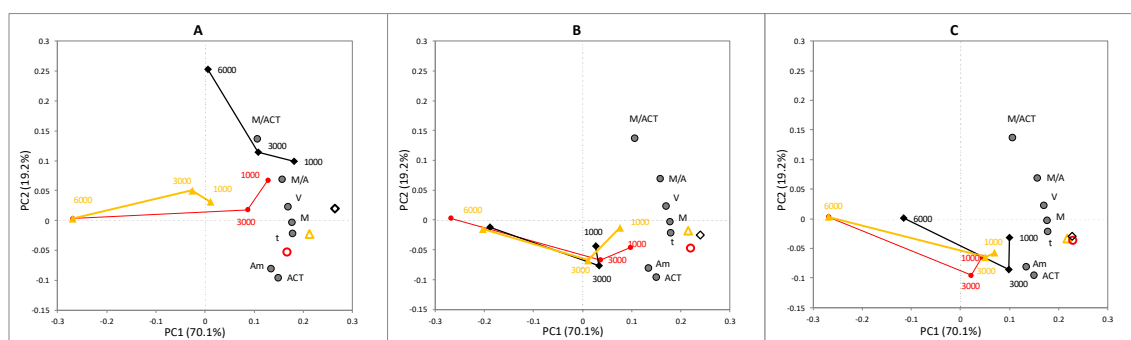 A
0.3
0.25
0.2
0.15
0.1
0.05
0
-0.05
-0.1
-0.15
PC2 (19.2%)
6000
M/ACT
3000
1000
1000
M/A
3000
1000
6000
V
M
3000
t
Am
ACT
-0.3
-0.2
-0.1
0
0.1
0.2
0.3
PC1 (70.1%)
B
0.3
0.25
0.2
0.15
0.1
0.05
0
-0.05
-0.1
-0.15
PC2 (19.2%)
M/ACT
M/A
V
6000
1000
M
1000
1000
t
3000
3000
3000
Am
ACT
-0.3
-0.2
-0.1
0
0.1
0.2
0.3
PC1 (70.1%)
C
0.3
0.25
0.2
0.15
0.1
0.05
0
-0.05
-0.1
-0.15
PC2 (19.2%)
M/ACT
M/A
V
6000
6000
M
1000
1000
t
1000
3000
3000
3000
Am
ACT
-0.3
-0.2
-0.1
0
0.1
0.2
0.3
PC1 (70.1%)